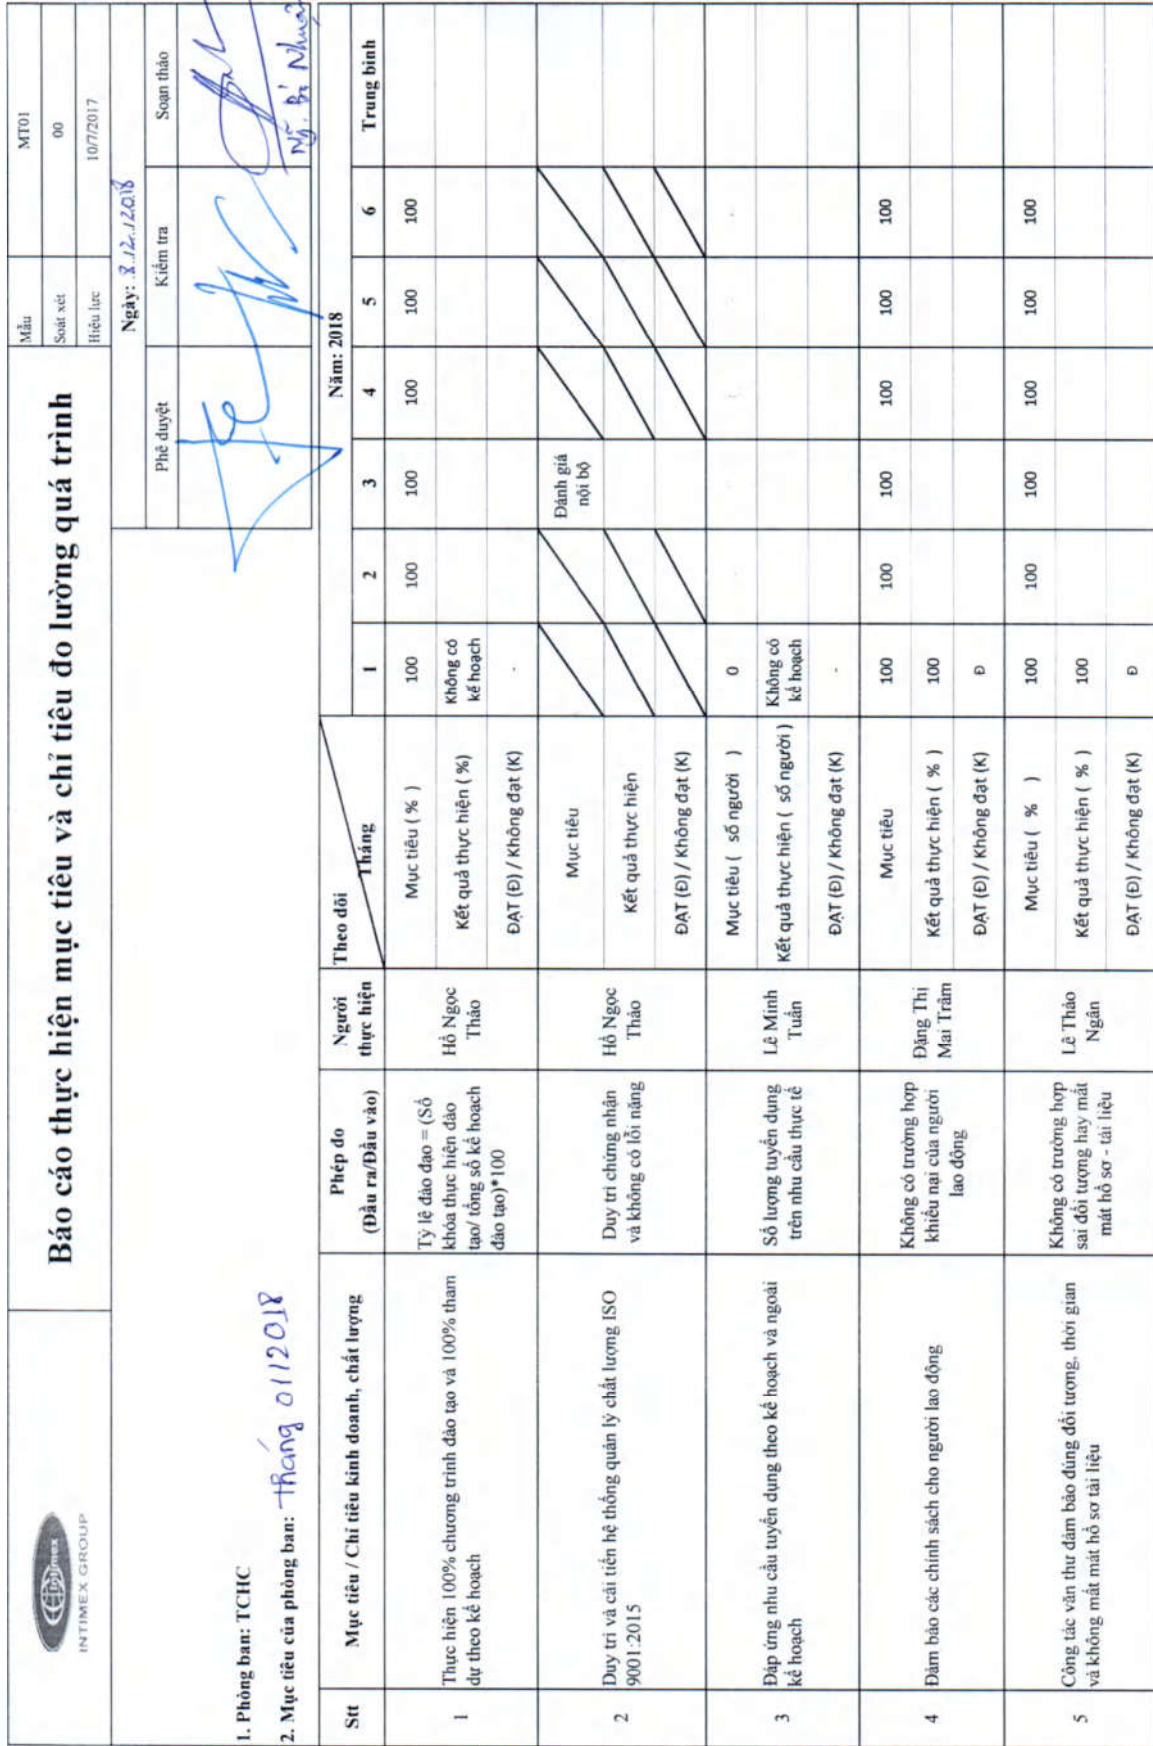 Intimex
INTIMEX GROUP
Báo cáo thực hiện mục tiêu và chỉ tiêu đo lường quá trình
Mẫu MT01
Soát xét 00
Hiệu lực 10/7/2017
Ngày: 8./2../2018
Phê duyệt Kiểm tra Soạn thảo
Ng. Bí Nhuận
1. Phòng ban: TCHC
2. Mục tiêu của phòng ban: Tháng 01/2018
Stt
Mục tiêu / Chỉ tiêu kinh doanh, chất lượng
Phép đo
(Đầu ra/Đầu vào)
Người
thực hiện
Theo dõi
Tháng
Năm: 2018
1 2 3 4 5 6 Trung bình
1
Thực hiện 100% chương trình đào tạo và 100% tham
dự theo kế hoạch
Tỷ lệ đào đạo = (Số
khóa thực hiện đào
tạo/ tổng số kế hoạch
đào tạo)*100
Hồ Ngọc
Thảo
Mục tiêu ( % ) 100 100 100 100 100 100
Kết quả thực hiện ( %) Không có
kế hoạch
ĐẠT (Đ) / Không đạt (K) -
2
Duy trì và cải tiến hệ thống quản lý chất lượng ISO
9001:2015
Duy trì chứng nhận
và không có lỗi nặng
Hồ Ngọc
Thảo
Mục tiêu Đánh giá
nội bộ
Kết quả thực hiện
ĐẠT (Đ) / Không đạt (K)
3
Đáp ứng nhu cầu tuyển dụng theo kế hoạch và ngoài
kế hoạch
Số lượng tuyển dụng
trên nhu cầu thực tế
Lê Minh
Tuấn
Mục tiêu ( số người ) 0
Kết quả thực hiện ( số người ) Không có
kế hoạch
ĐẠT (Đ) / Không đạt (K) -
4
Đảm bảo các chính sách cho người lao động
Không có trường hợp
khiếu nại của người
lao động
Đặng Thị
Mai Trâm
Mục tiêu 100 100 100 100 100 100
Kết quả thực hiện ( % ) 100
ĐẠT (Đ) / Không đạt (K) Đ
5
Công tác văn thư đảm bảo đúng đối tượng, thời gian
và không mất mát hồ sơ tài liệu
Không có trường hợp
sai đối tượng hay mất
mát hồ sơ - tài liệu
Lê Thảo
Ngân
Mục tiêu ( % ) 100 100 100 100 100 100
Kết quả thực hiện ( % ) 100
ĐẠT (Đ) / Không đạt (K) Đ